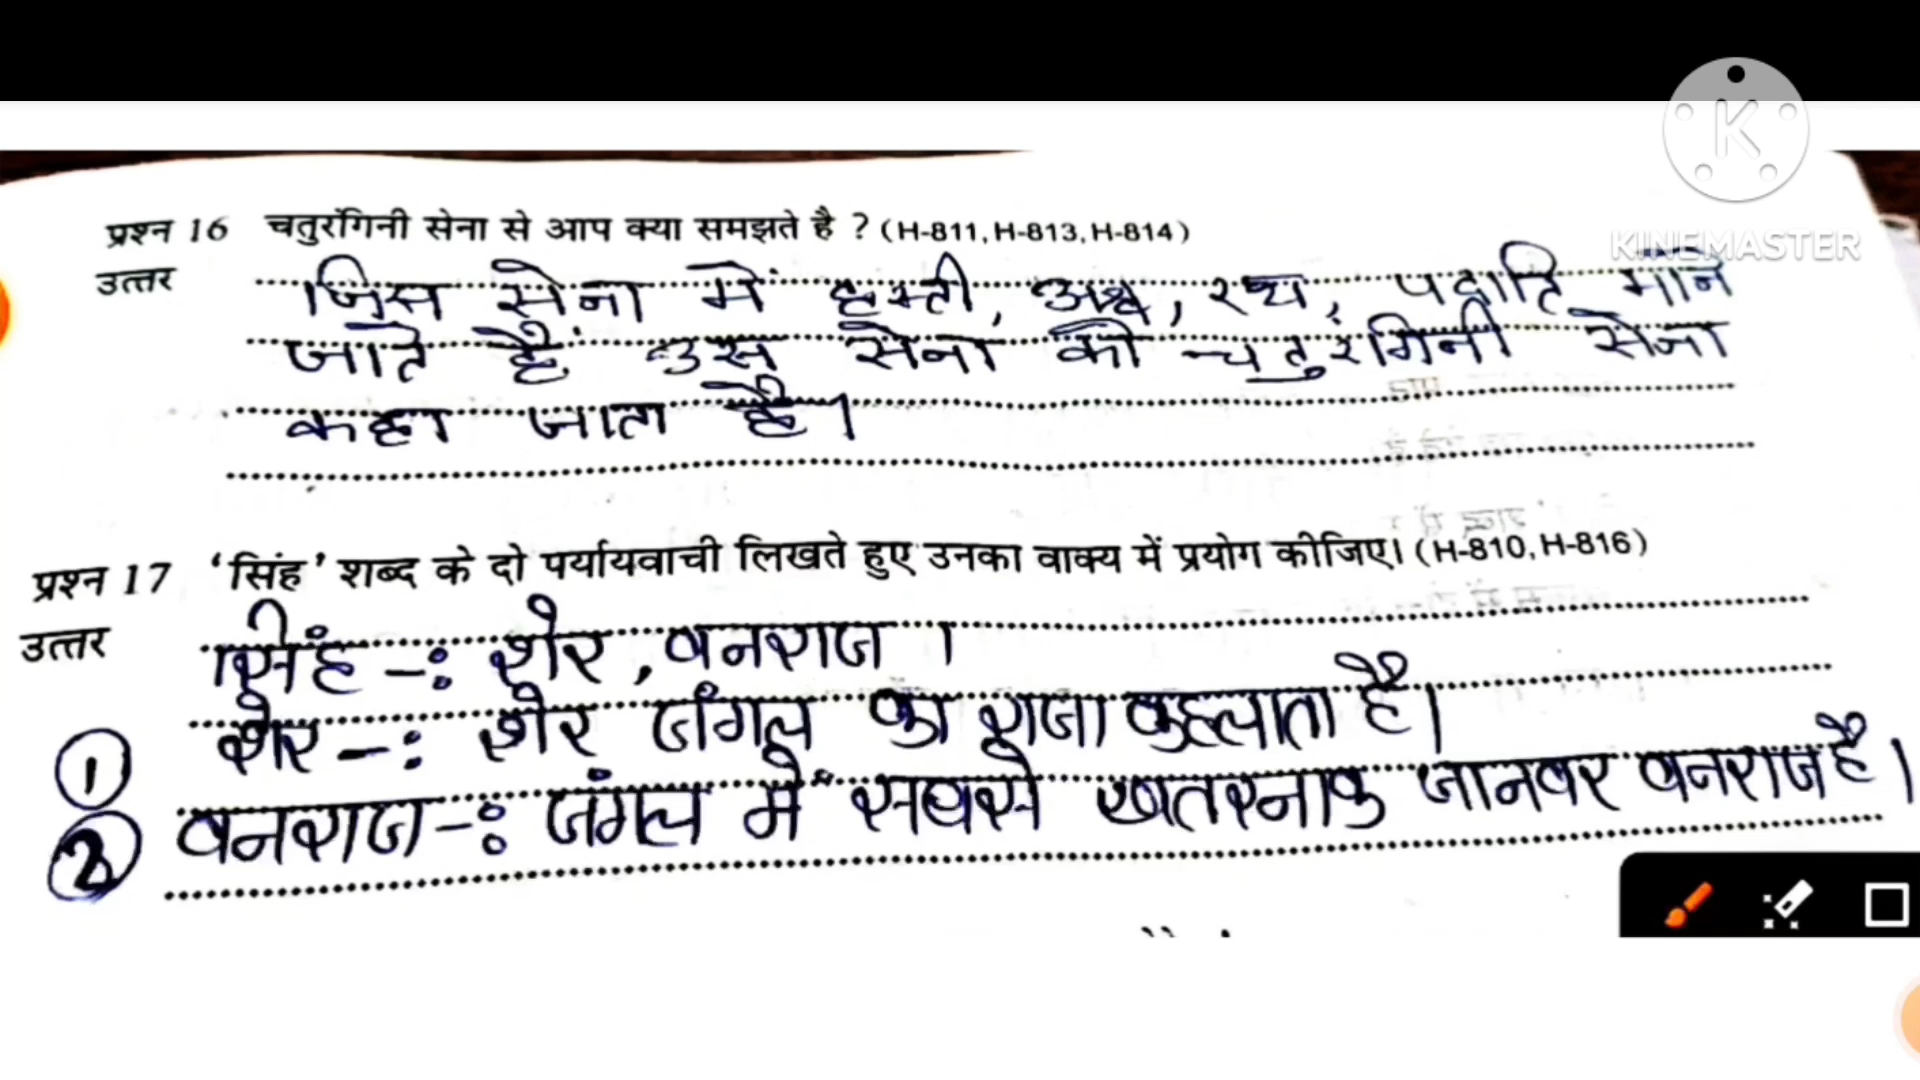 KINEMASTER
प्रश्न 16 चतुरंगिनी सेना से आप क्या समझते है ? (H-811, H-813, H-814)
उत्तर जिस सेना में हस्ती, अश्व, रथ, पदाति माने
जाते हैं उस सेना को चतुरंगिनी सेना
कहा जाता है।
प्रश्न 17 'सिंह' शब्द के दो पर्यायवाची लिखते हुए उनका वाक्य में प्रयोग कीजिए। (H-810, H-816)
उत्तर सिंह -: शेर, वनराज ।
① शेर -: शेर जंगल का राजा कहलाता है।
② वनराज -: जंगल में सबसे खतरनाक जानवर वनराज है।